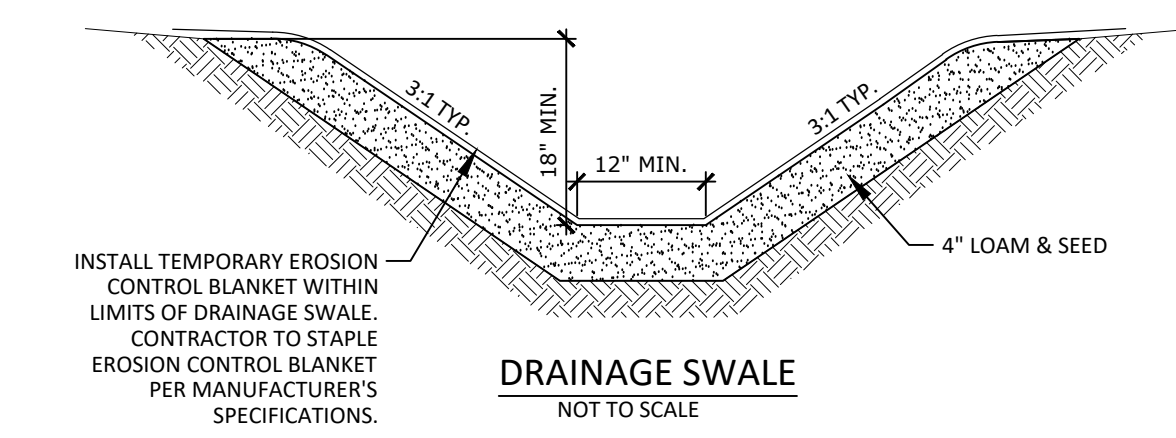 3:1 TYP.
18" MIN.
12" MIN.
3:1 TYP.
INSTALL TEMPORARY EROSION
CONTROL BLANKET WITHIN
LIMITS OF DRAINAGE SWALE.
CONTRACTOR TO STAPLE
EROSION CONTROL BLANKET
PER MANUFACTURER'S
SPECIFICATIONS.
4" LOAM & SEED
DRAINAGE SWALE
NOT TO SCALE